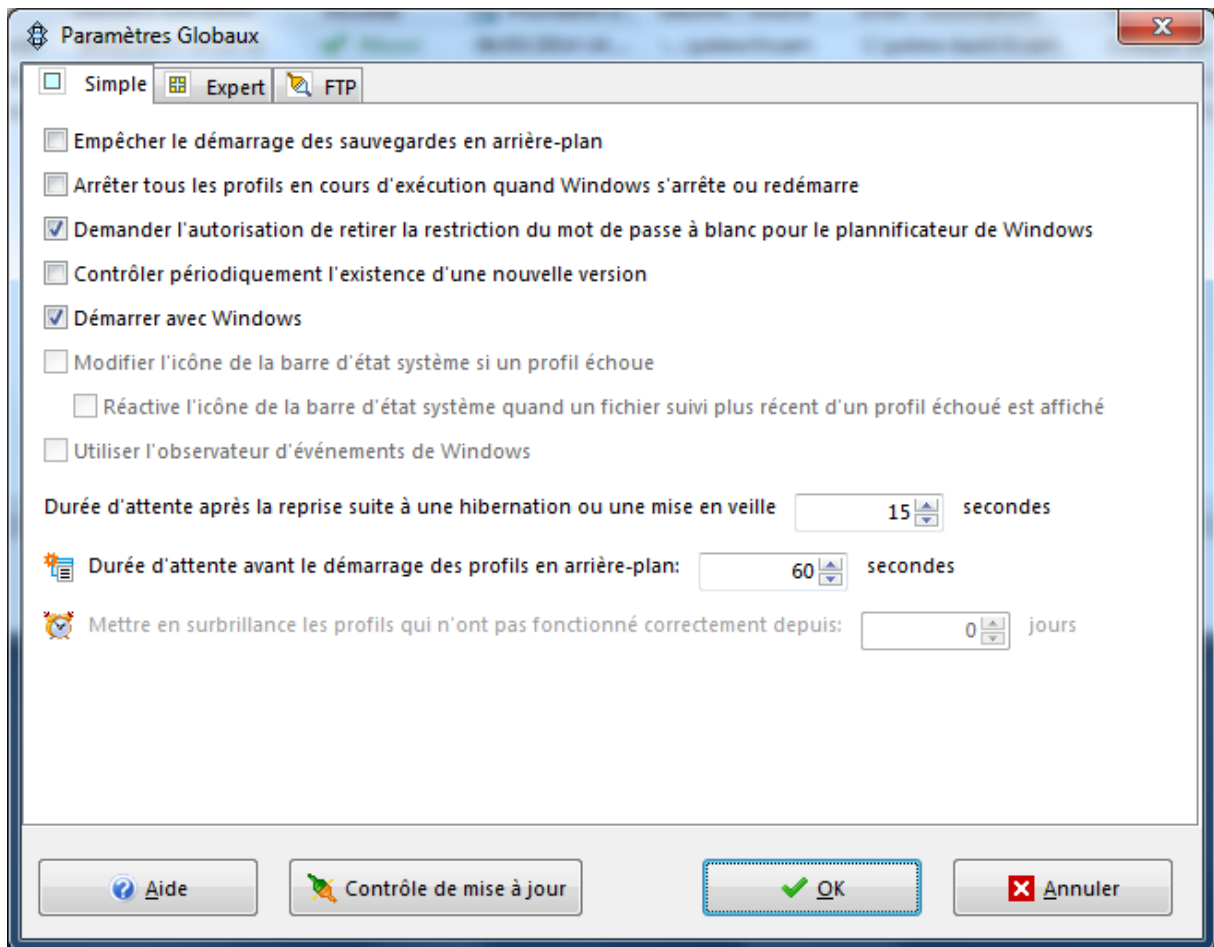 Paramètres Globaux
Simple Expert FTP
Empêcher le démarrage des sauvegardes en arrière-plan
Arrêter tous les profils en cours d'exécution quand Windows s'arrête ou redémarre
Demander l'autorisation de retirer la restriction du mot de passe à blanc pour le plannificateur de Windows
Contrôler périodiquement l'existence d'une nouvelle version
Démarrer avec Windows
Modifier l'icône de la barre d'état système si un profil échoue
Réactive l'icône de la barre d'état système quand un fichier suivi plus récent d'un profil échoué est affiché
Utiliser l'observateur d'événements de Windows
Durée d'attente après la reprise suite à une hibernation ou une mise en veille 15 secondes
Durée d'attente avant le démarrage des profils en arrière-plan: 60 secondes
Mettre en surbrillance les profils qui n'ont pas fonctionné correctement depuis: 0 jours
Aide Contrôle de mise à jour OK Annuler